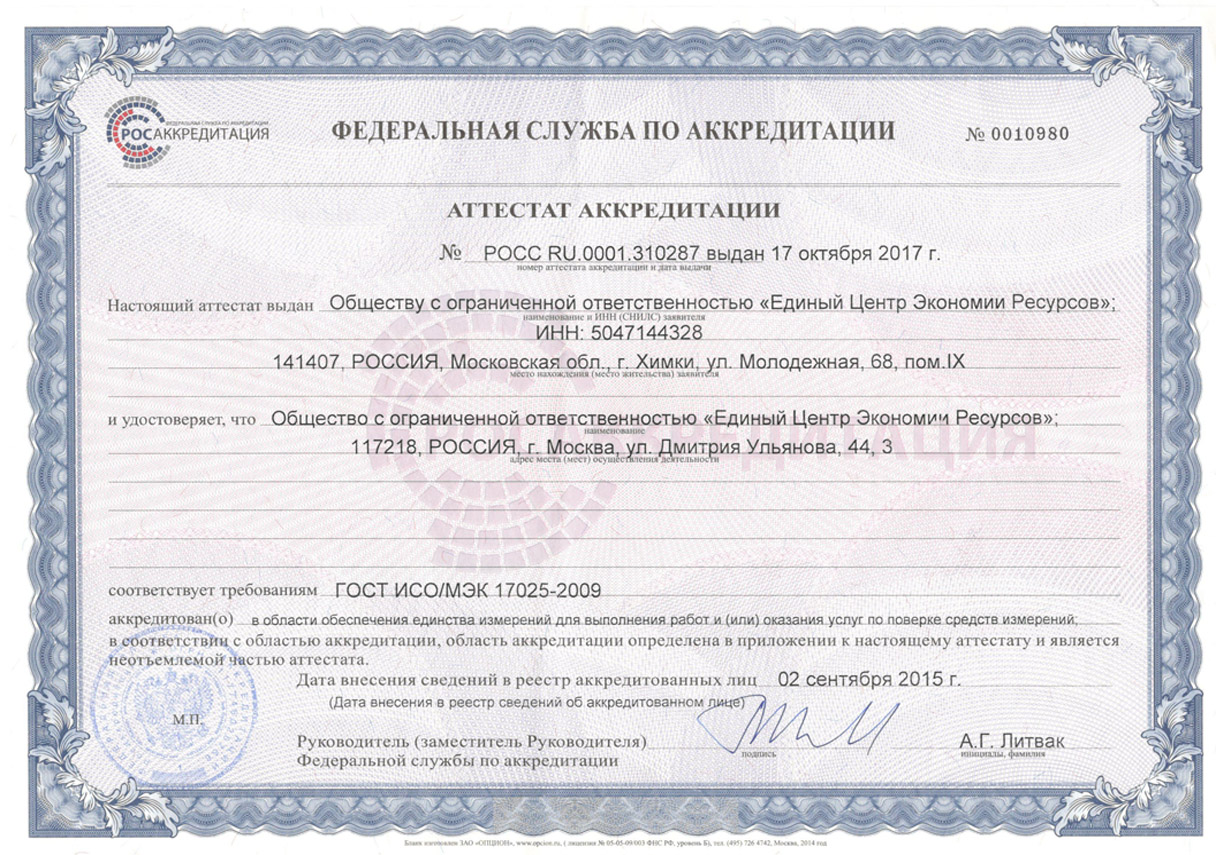 ФЕДЕРАЛЬНАЯ СЛУЖБА ПО АККРЕДИТАЦИИ
РОСАККРЕДИТАЦИЯ
ФЕДЕРАЛЬНАЯ СЛУЖБА ПО АККРЕДИТАЦИИ
№ 0010980
АТТЕСТАТ АККРЕДИТАЦИИ
№ РОСС RU.0001.310287 выдан 17 октября 2017 г.
номер аттестата аккредитации и дата выдачи
Настоящий аттестат выдан Обществу с ограниченной ответственностью «Единый Центр Экономии Ресурсов»;
наименование и ИНН (СНИЛС) заявителя
ИНН: 5047144328
141407, РОССИЯ, Московская обл., г. Химки, ул. Молодежная, 68, пом.IX
место нахождения (место жительства) заявителя
и удостоверяет, что Общество с ограниченной ответственностью «Единый Центр Экономии Ресурсов»;
наименование
117218, РОССИЯ, г. Москва, ул. Дмитрия Ульянова, 44, 3
адрес места (мест) осуществления деятельности
РОСАККРЕДИТАЦИЯ
соответствует требованиям ГОСТ ИСО/МЭК 17025-2009
аккредитован(о) в области обеспечения единства измерений для выполнения работ и (или) оказания услуг по поверке средств измерений;
в соответствии с областью аккредитации, область аккредитации определена в приложении к настоящему аттестату и является
неотъемлемой частью аттестата.
Дата внесения сведений в реестр аккредитованных лиц 02 сентября 2015 г.
(Дата внесения в реестр сведений об аккредитованном лице)
М.П.
Руководитель (заместитель Руководителя)
Федеральной службы по аккредитации
подпись
А.Г. Литвак
инициалы, фамилия
Бланк изготовлен ЗАО «ОПЦИОН», www.opcion.ru, ( лицензия № 05-05-09/003 ФНС РФ, уровень Б), тел. (495) 726 4742, Москва, 2014 год